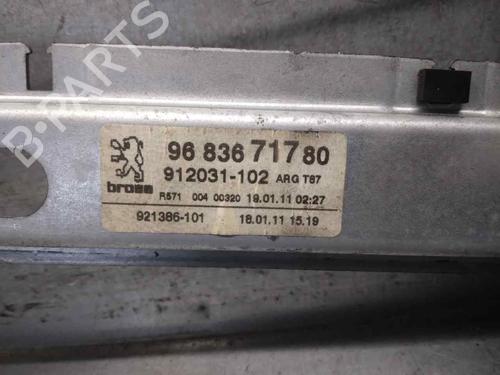 B-PARTS
96 836 717 80
brose
912031-102 ARG T87
R571 004 00320 19.01.11 02:27
921386-101 18.01.11 15.19